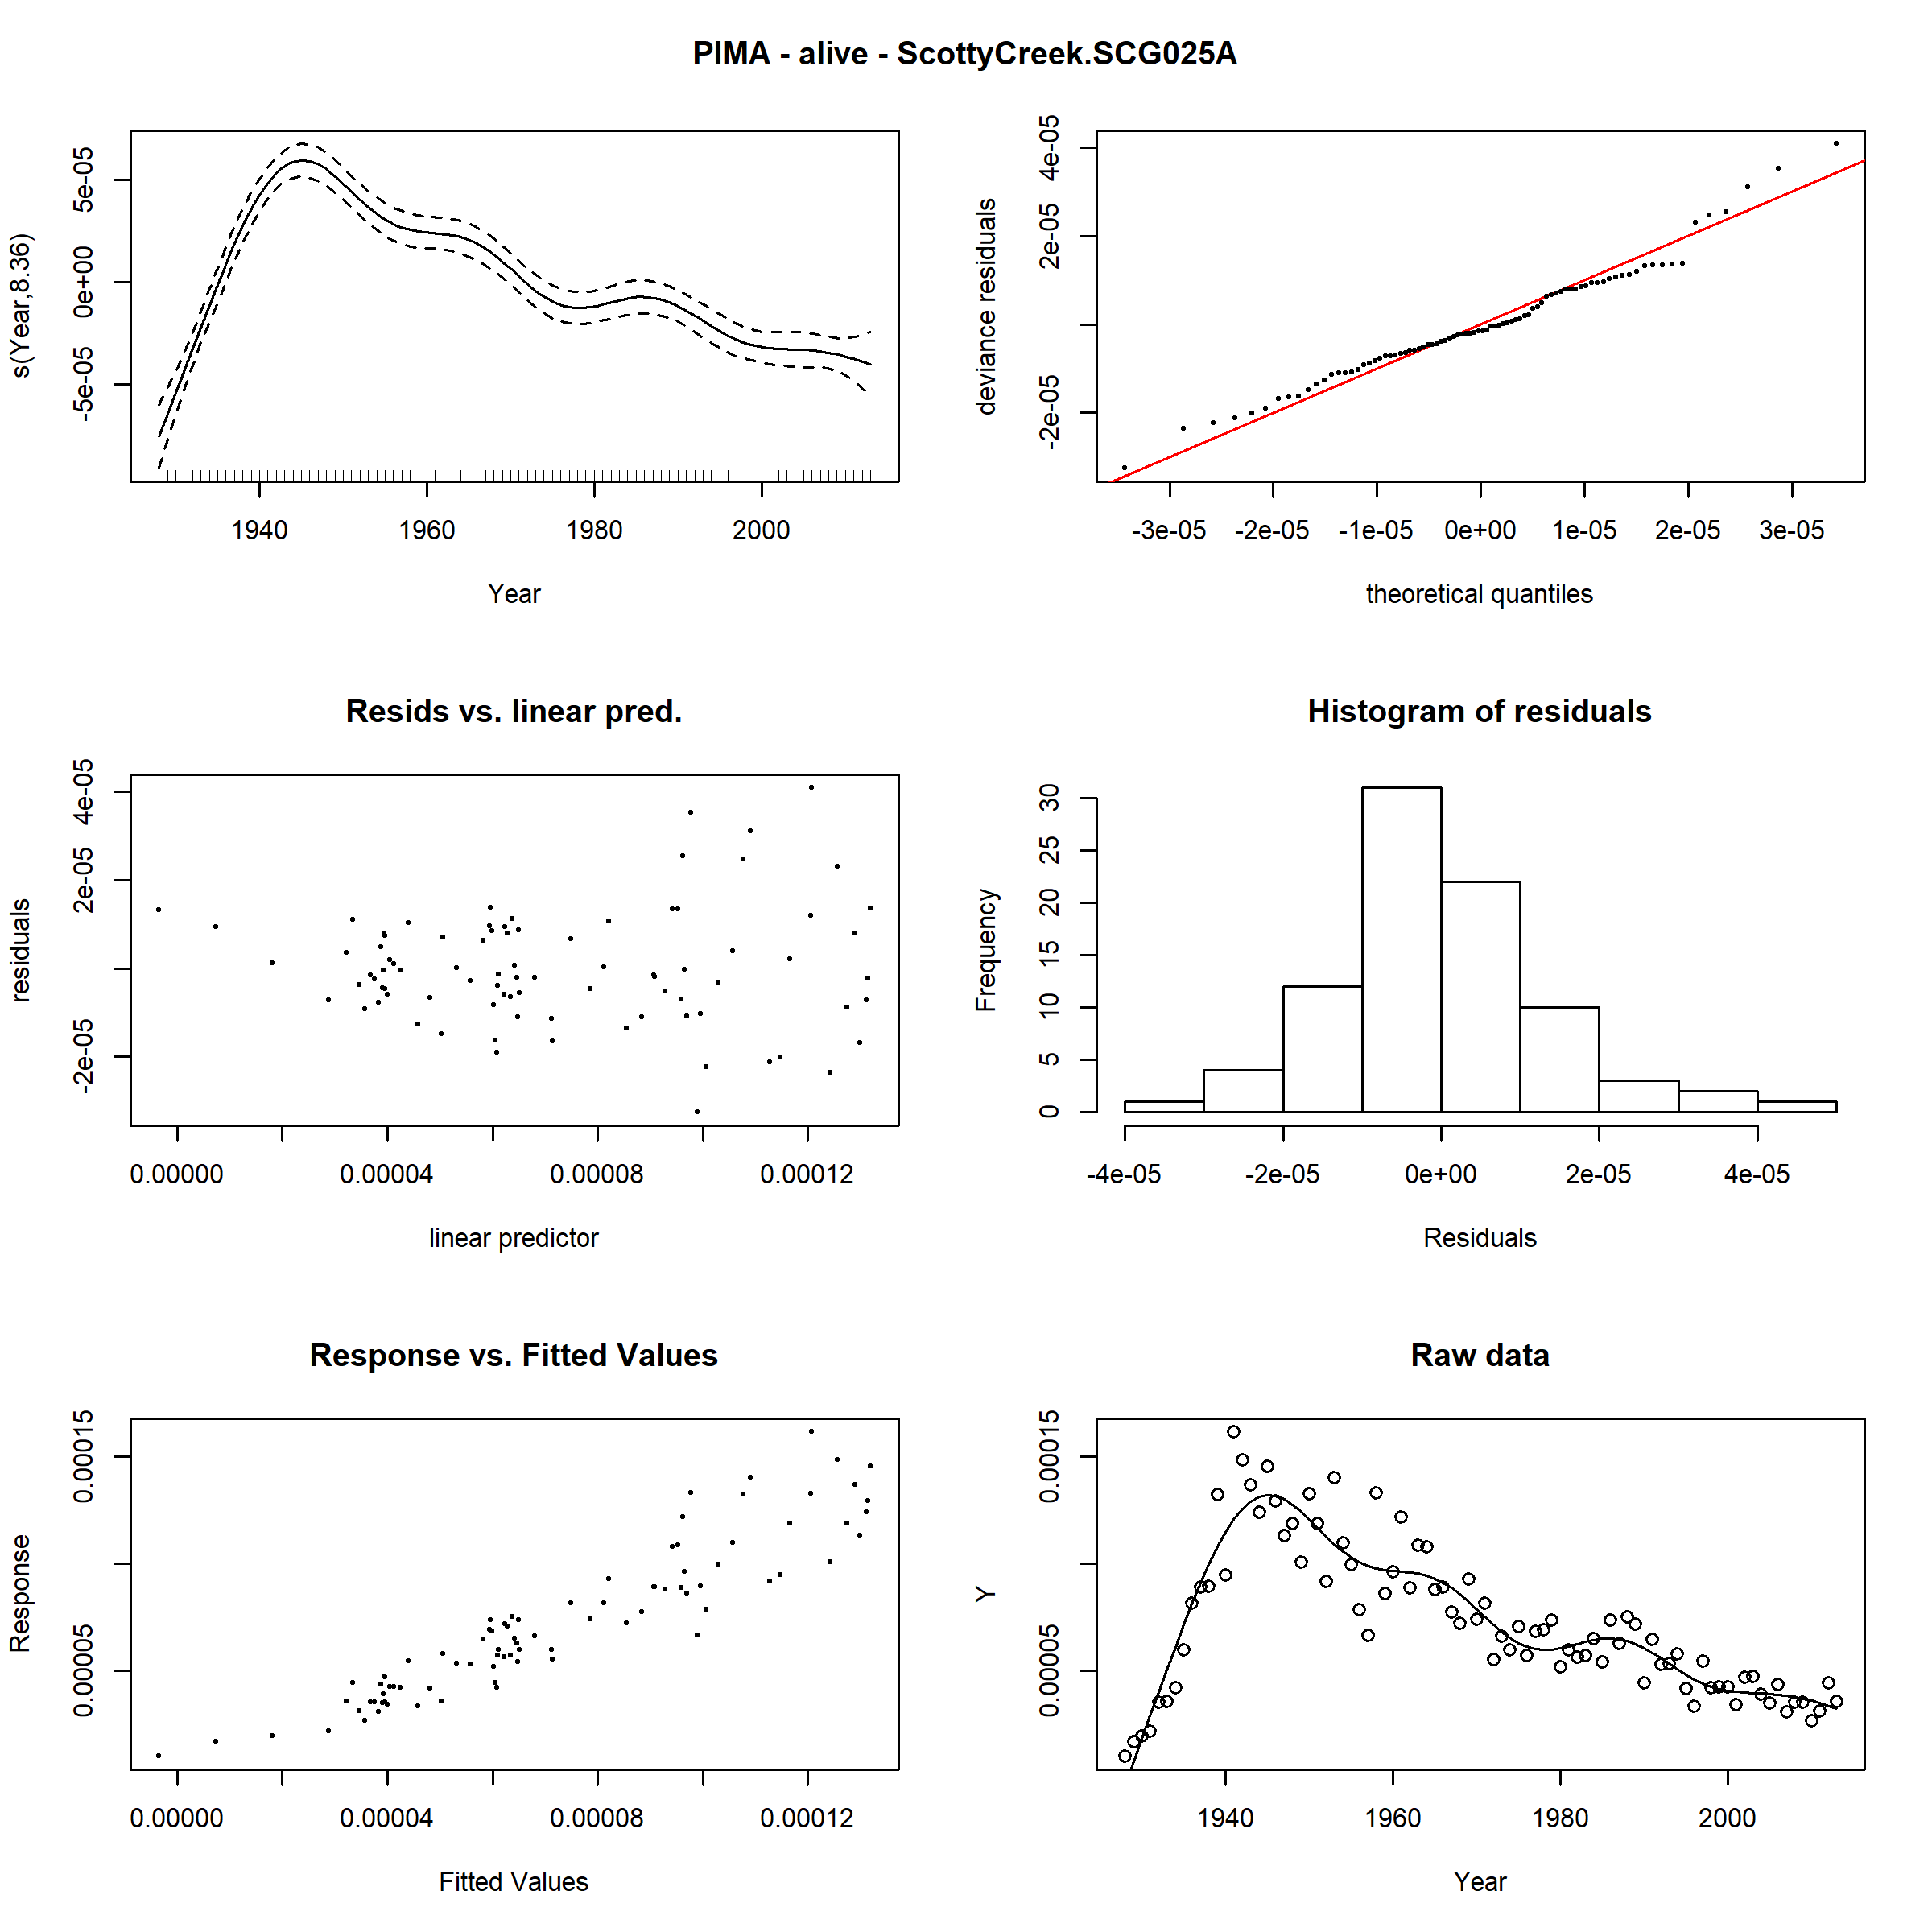 PIMA - alive - ScottyCreek.SCG025A
s(Year,8.36)
-5e-05 0e+00 5e-05
1940 1960 1980 2000
Year
deviance residuals
-2e-05 2e-05 4e-05
-3e-05 -2e-05 -1e-05 0e+00 1e-05 2e-05 3e-05
theoretical quantiles
Resids vs. linear pred.
residuals
-2e-05 2e-05 4e-05
0.00000 0.00004 0.00008 0.00012
linear predictor
Histogram of residuals
Frequency
0 5 10 15 20 25 30
-4e-05 -2e-05 0e+00 2e-05 4e-05
Residuals
Response vs. Fitted Values
Response
0.00005 0.00015
0.00000 0.00004 0.00008 0.00012
Fitted Values
Raw data
Y
0.00005 0.00015
1940 1960 1980 2000
Year